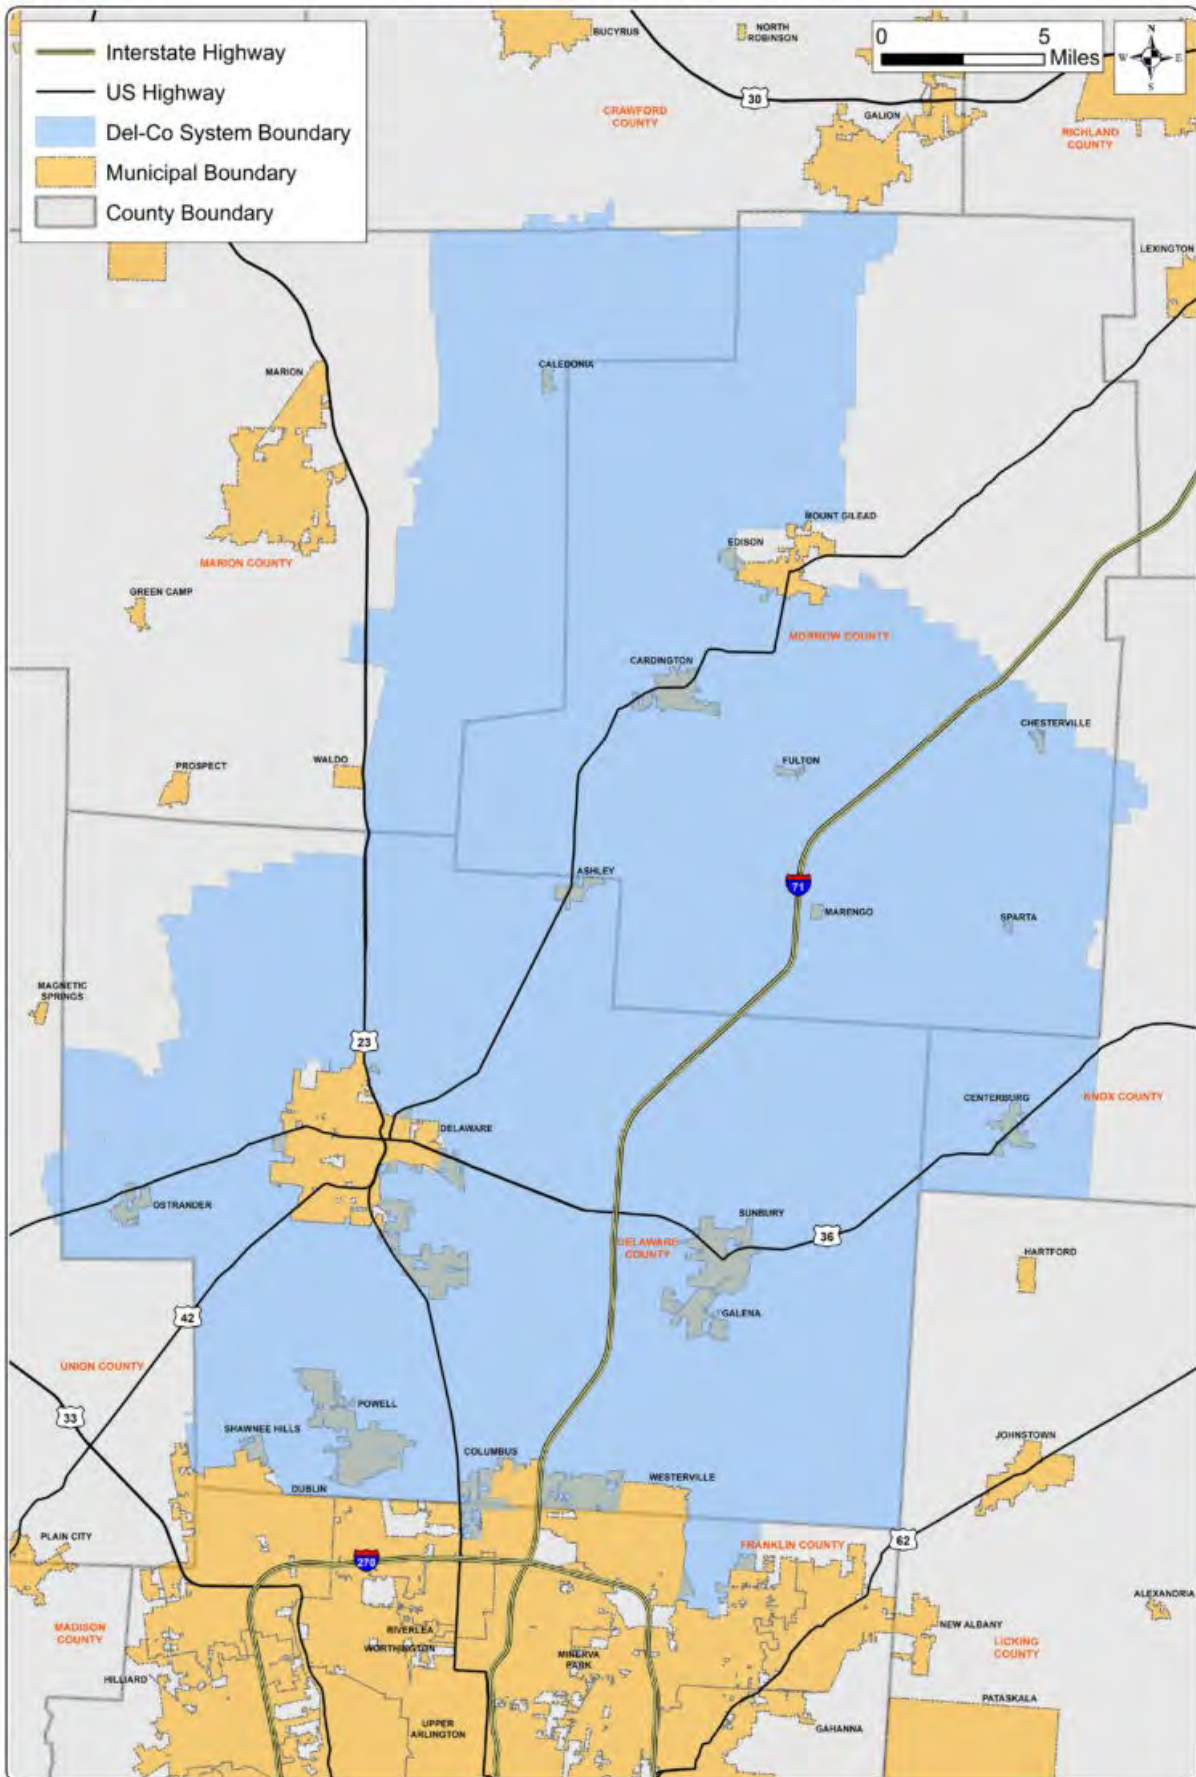 Interstate Highway
US Highway
Del-Co System Boundary
Municipal Boundary
County Boundary
0 5
Miles
N
W E
S
BUCYRUS
NORTH
ROBINSON
30
CRAWFORD
COUNTY
GALION
RICHLAND
COUNTY
LEXINGTON
CALEDONIA
MARION
MOUNT GILEAD
EDISON
MARION COUNTY
GREEN CAMP
MORROW COUNTY
CARDINGTON
CHESTERVILLE
WALDO
FULTON
PROSPECT
ASHLEY
71
MARENGO
SPARTA
MAGNETIC
SPRINGS
23
CENTERBURG
KNOX COUNTY
DELAWARE
OSTRANDER
SUNBURY
36
DELAWARE
COUNTY
HARTFORD
GALENA
42
UNION COUNTY
POWELL
33
SHAWNEE HILLS
JOHNSTOWN
COLUMBUS
WESTERVILLE
DUBLIN
PLAIN CITY
62
FRANKLIN COUNTY
270
ALEXANDRIA
MADISON
COUNTY
RIVERLEA
NEW ALBANY
WORTHINGTON
LICKING
COUNTY
MINERVA
PARK
HILLIARD
PATASKALA
UPPER
ARLINGTON
GAHANNA